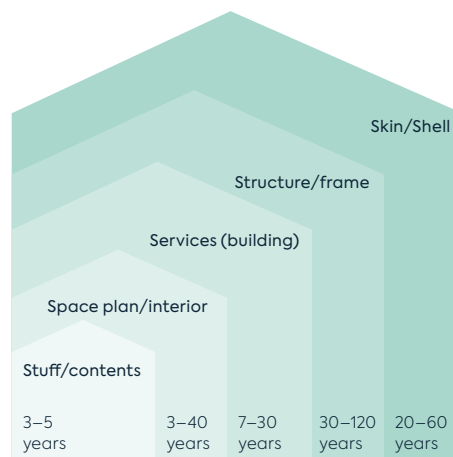 Skin/Shell
Structure/frame
Services (building)
Space plan/interior
Stuff/contents
3–5
years
3–40
years
7–30
years
30–120
years
20–60
years